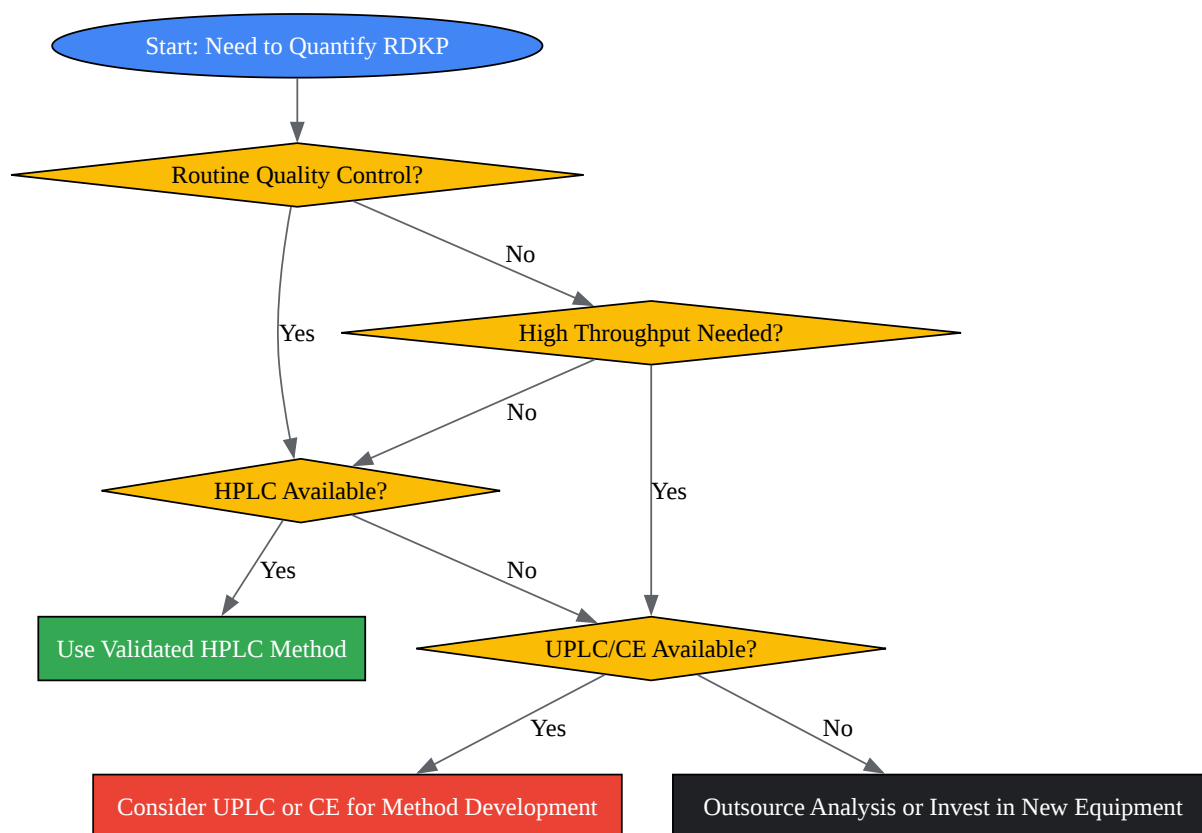 Start: Need to Quantify RDKP
Routine Quality Control?
No
Yes
High Throughput Needed?
No
HPLC Available?
Yes
Yes
No
Use Validated HPLC Method
UPLC/CE Available?
Yes
No
Consider UPLC or CE for Method Development
Outsource Analysis or Invest in New Equipment